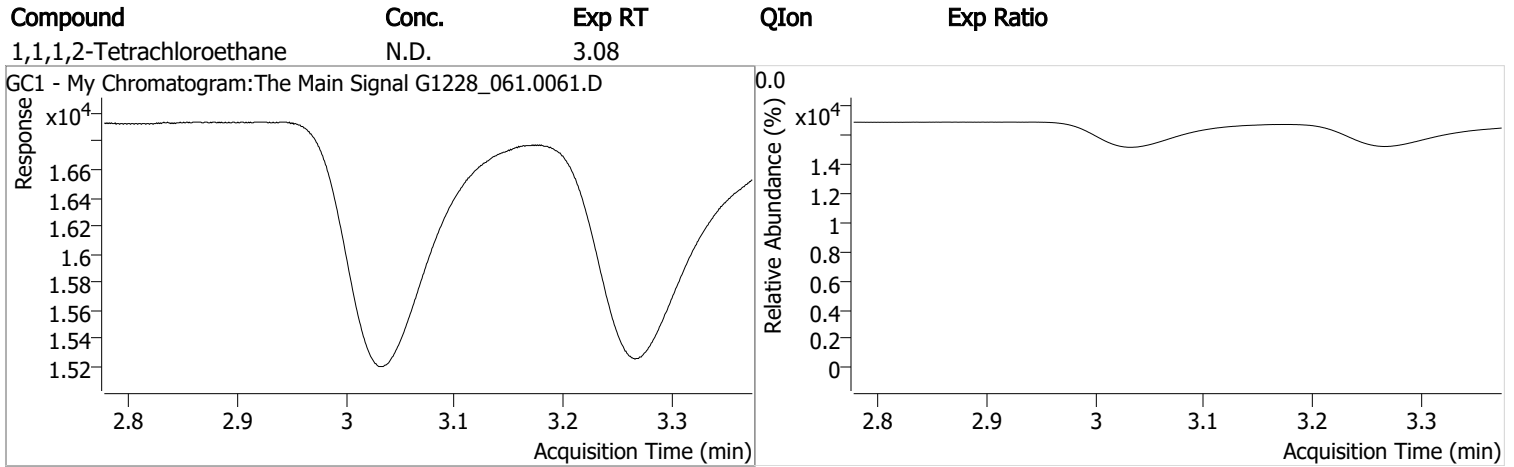 Compound Conc. Exp RT QIon Exp Ratio
1,1,1,2-Tetrachloroethane N.D. 3.08
GC1 - My Chromatogram:The Main Signal G1228_061.0061.D
Response
x10⁴
1.66
1.64
1.62
1.6
1.58
1.56
1.54
1.52
2.8 2.9 3 3.1 3.2 3.3
Acquisition Time (min)
0.0
Relative Abundance (%)
x10⁴
1.4
1.2
1
0.8
0.6
0.4
0.2
0
2.8 2.9 3 3.1 3.2 3.3
Acquisition Time (min)